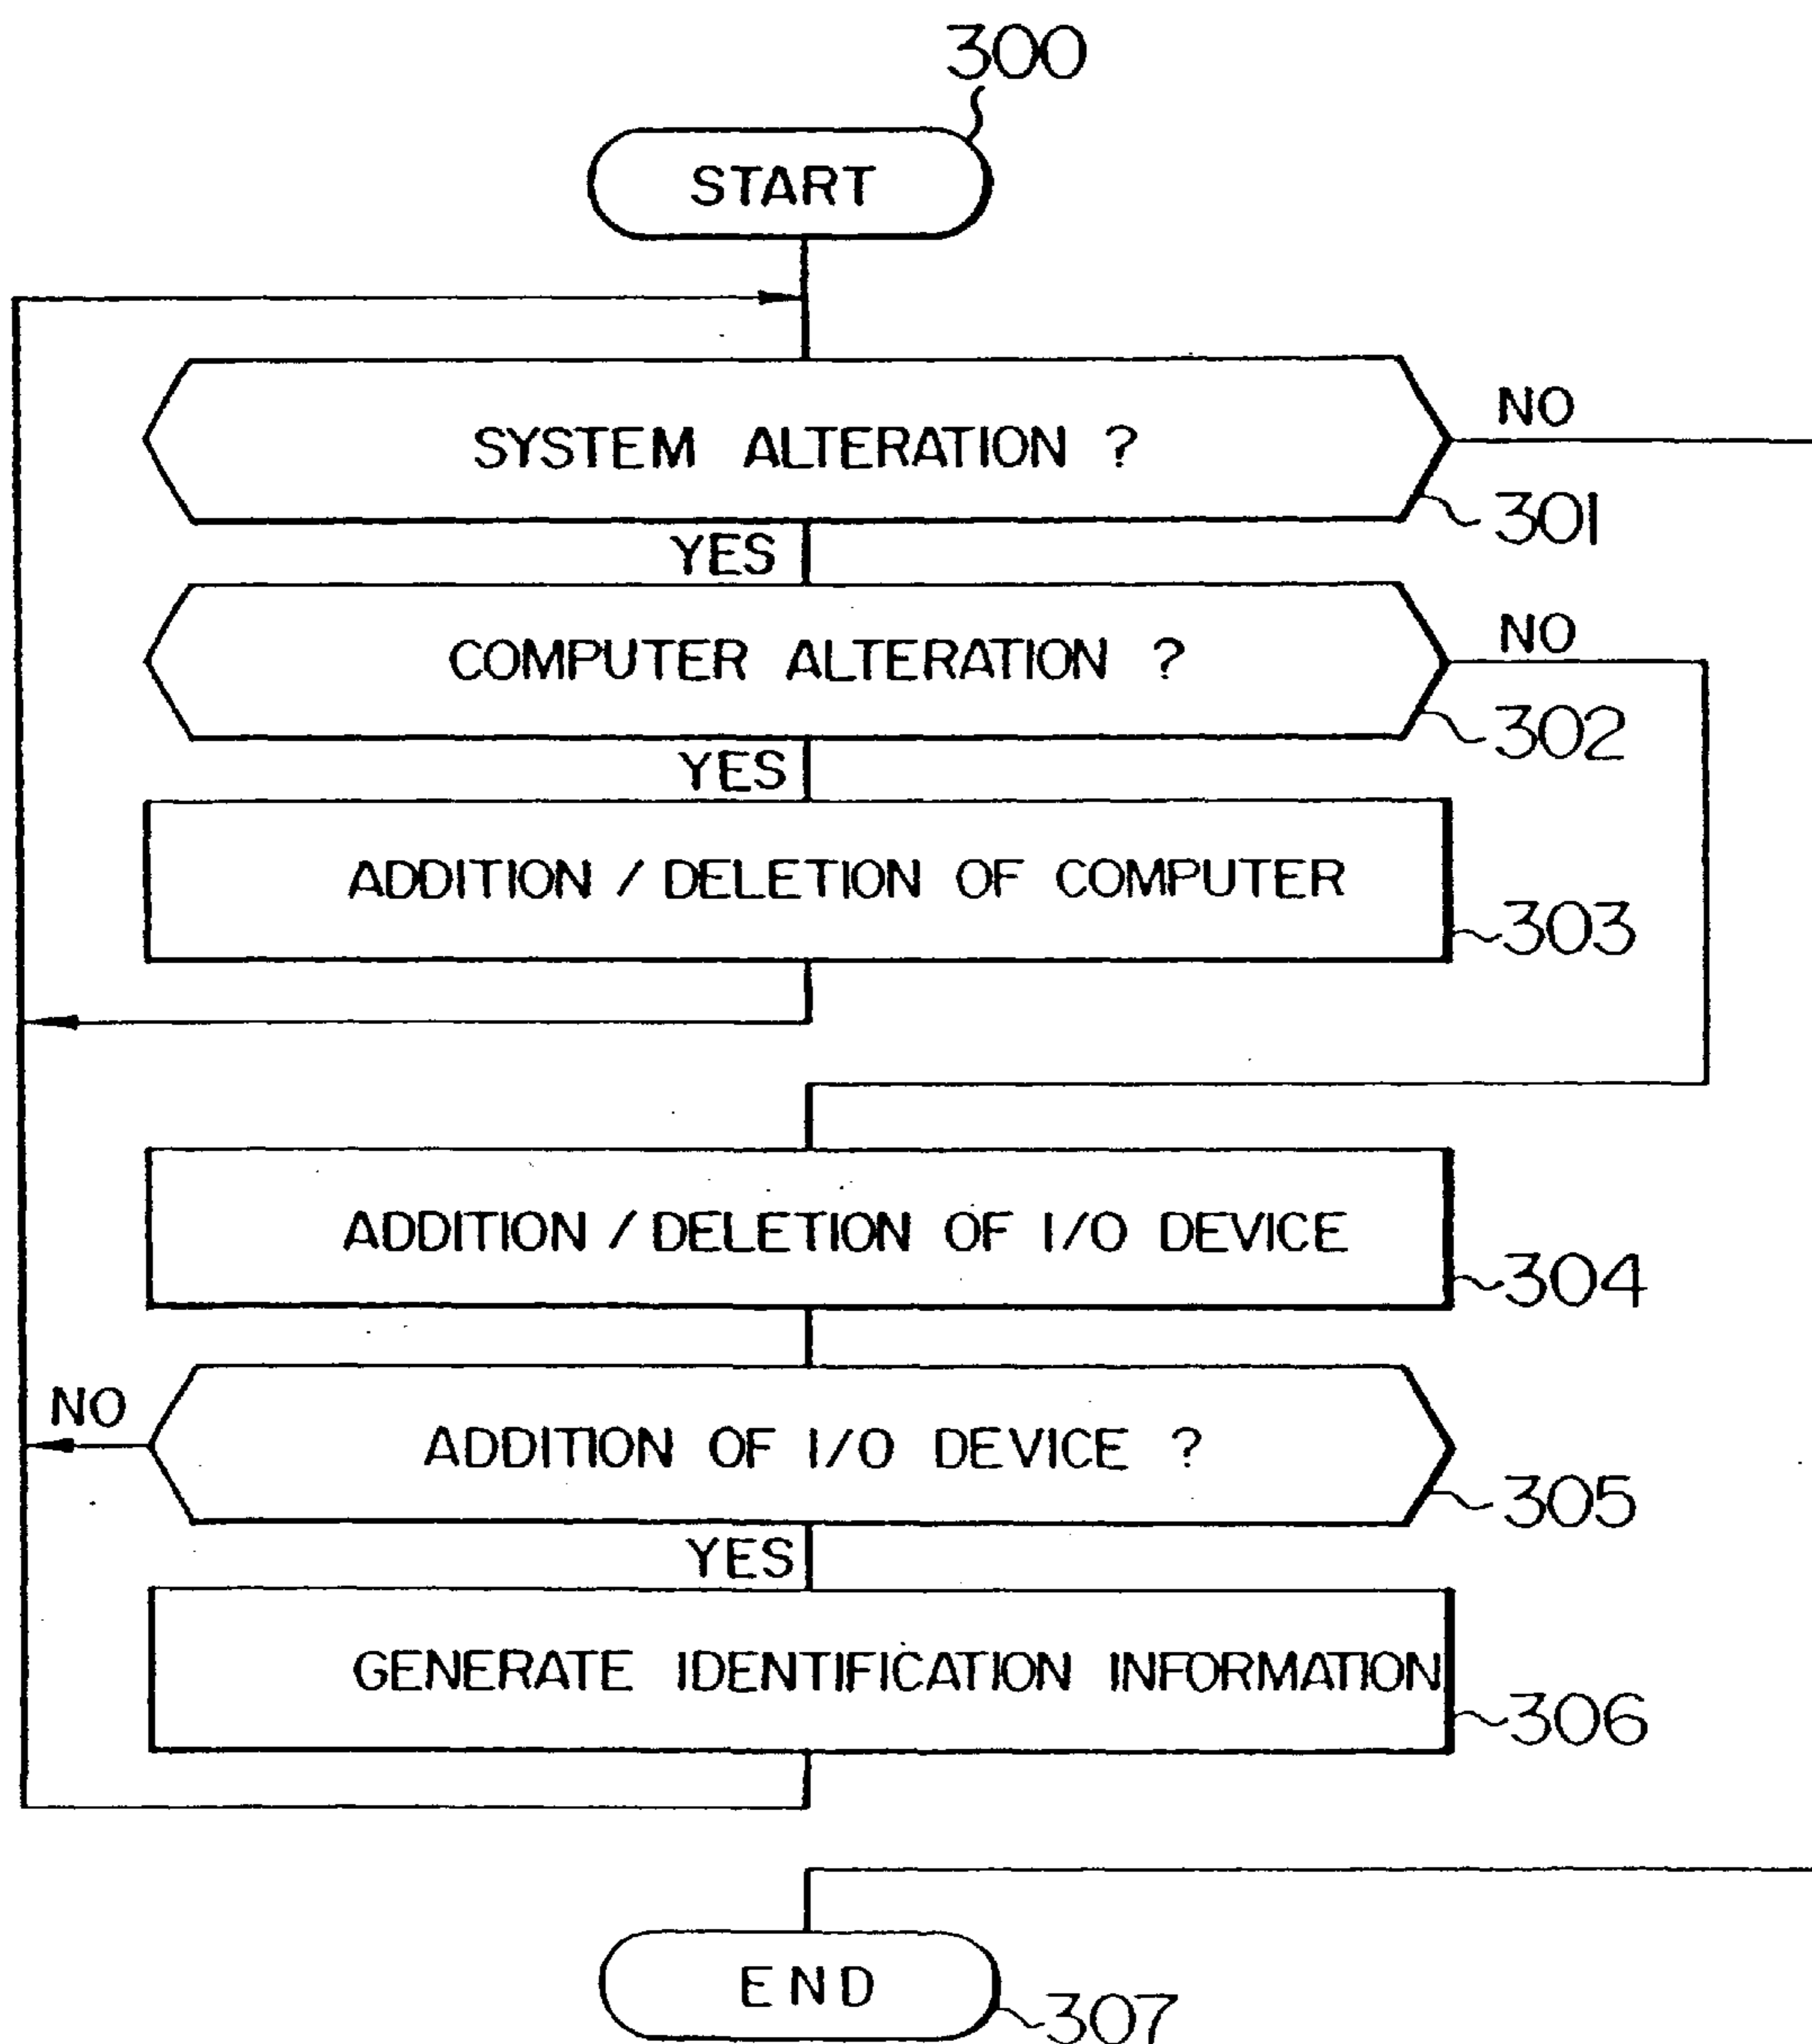 300
START
SYSTEM ALTERATION ?
NO
301
YES
COMPUTER ALTERATION ?
NO
302
YES
ADDITION / DELETION OF COMPUTER
303
ADDITION / DELETION OF I/O DEVICE
304
NO
ADDITION OF I/O DEVICE ?
305
YES
GENERATE IDENTIFICATION INFORMATION
306
END
307